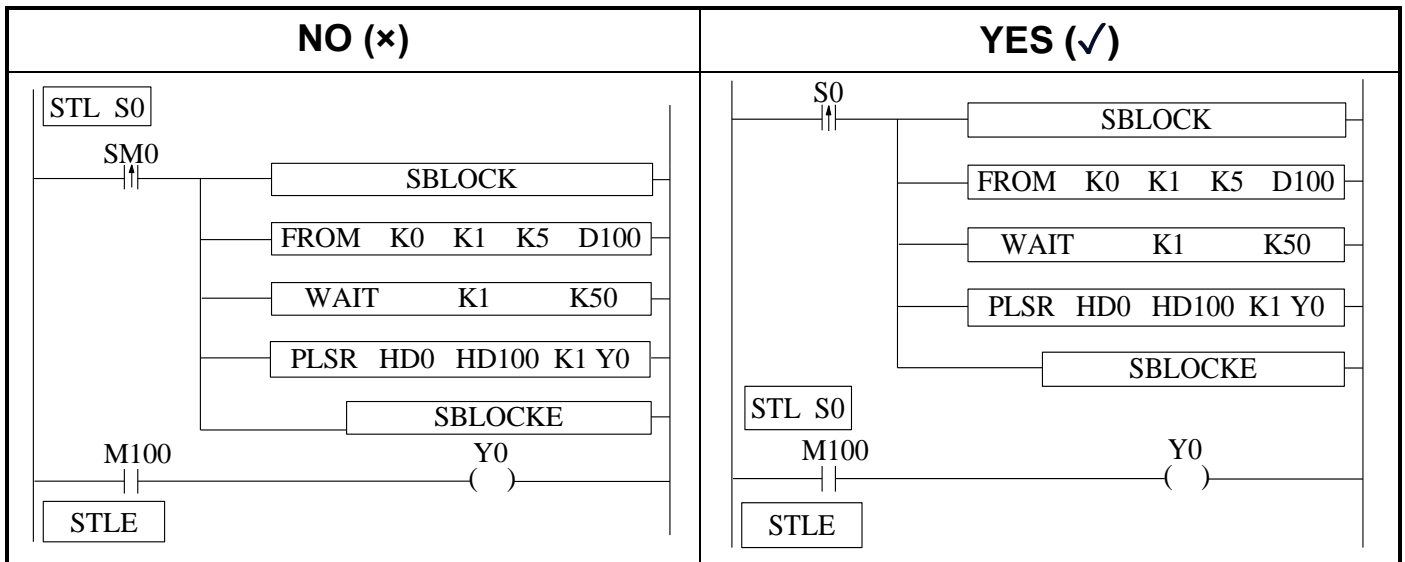 NO (×)
STL S0
SM0
SBLOCK
FROM K0 K1 K5 D100
WAIT K1 K50
PLSR HD0 HD100 K1 Y0
SBLOCKE
M100 Y0
STLE
YES (✓)
S0
SBLOCK
FROM K0 K1 K5 D100
WAIT K1 K50
PLSR HD0 HD100 K1 Y0
SBLOCKE
STL S0
M100 Y0
STLE